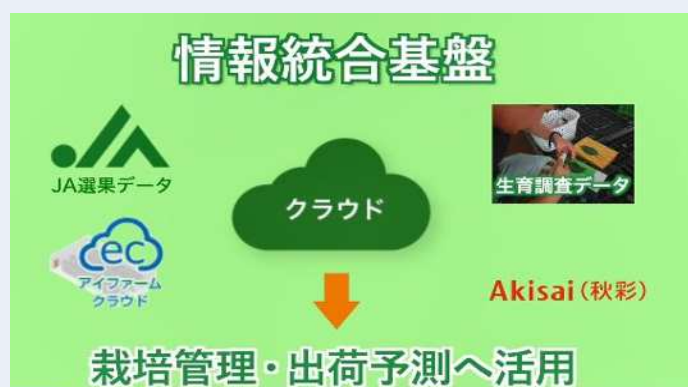 情報統合基盤
JA選果データ
クラウド
生育調査データ
ec
アイファーム
クラウド
Akisai(秋彩)
栽培管理・出荷予測へ活用